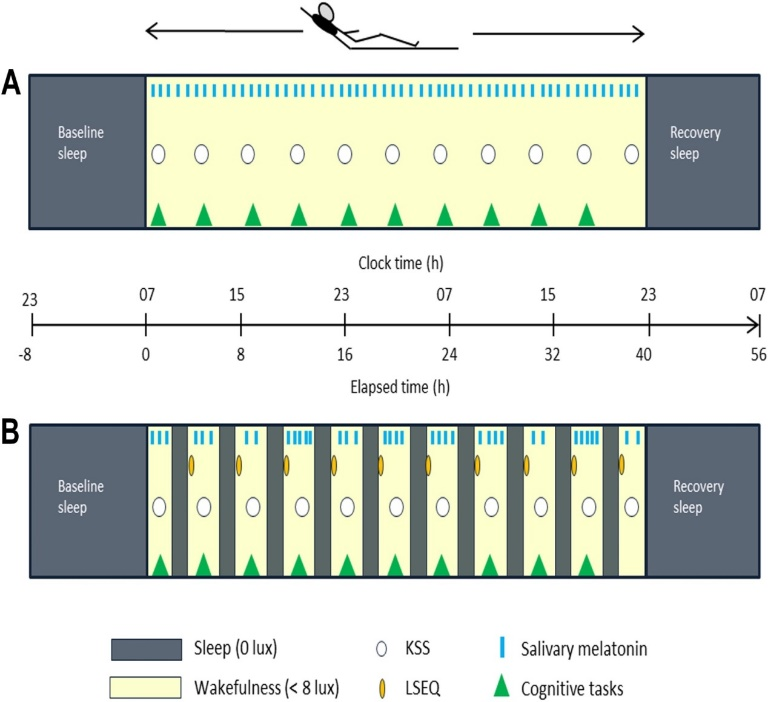 A
Baseline
sleep
Recovery
sleep
Clock time (h)
23 07 15 23 07 15 23 07
-8 0 8 16 24 32 40 56
Elapsed time (h)
B
Baseline
sleep
Recovery
sleep
Sleep (0 lux) KSS Salivary melatonin
Wakefulness (< 8 lux) LSEQ Cognitive tasks